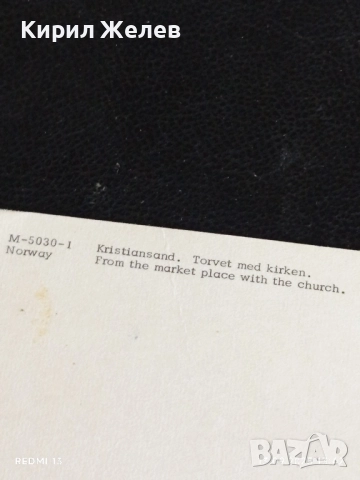 Кирил Желев
M-5030-1 Kristiansand. Torvet med kirken.
Norway From the market place with the church.
REDMI 13
BAZAR